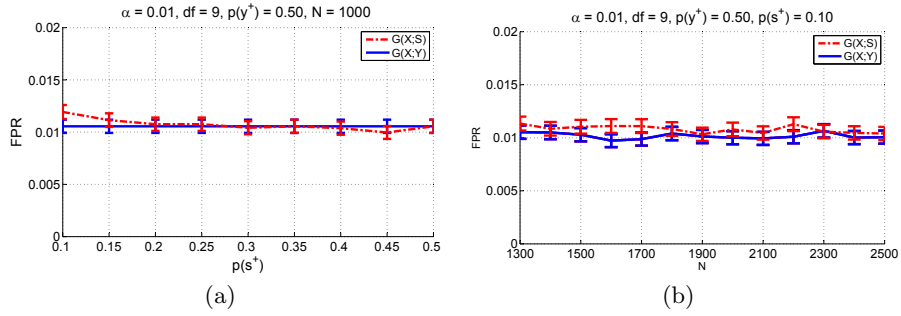 α = 0.01, df = 9, p(y⁺) = 0.50, N = 1000
FPR
0.02
0.015
0.01
0.005
0
0.1 0.15 0.2 0.25 0.3 0.35 0.4 0.45 0.5
p(s⁺)
G(X;S)
G(X;Y)
(a)
α = 0.01, df = 9, p(y⁺) = 0.50, p(s⁺) = 0.10
FPR
0.02
0.015
0.01
0.005
0
1300 1500 1700 1900 2100 2300 2500
N
G(X;S)
G(X;Y)
(b)